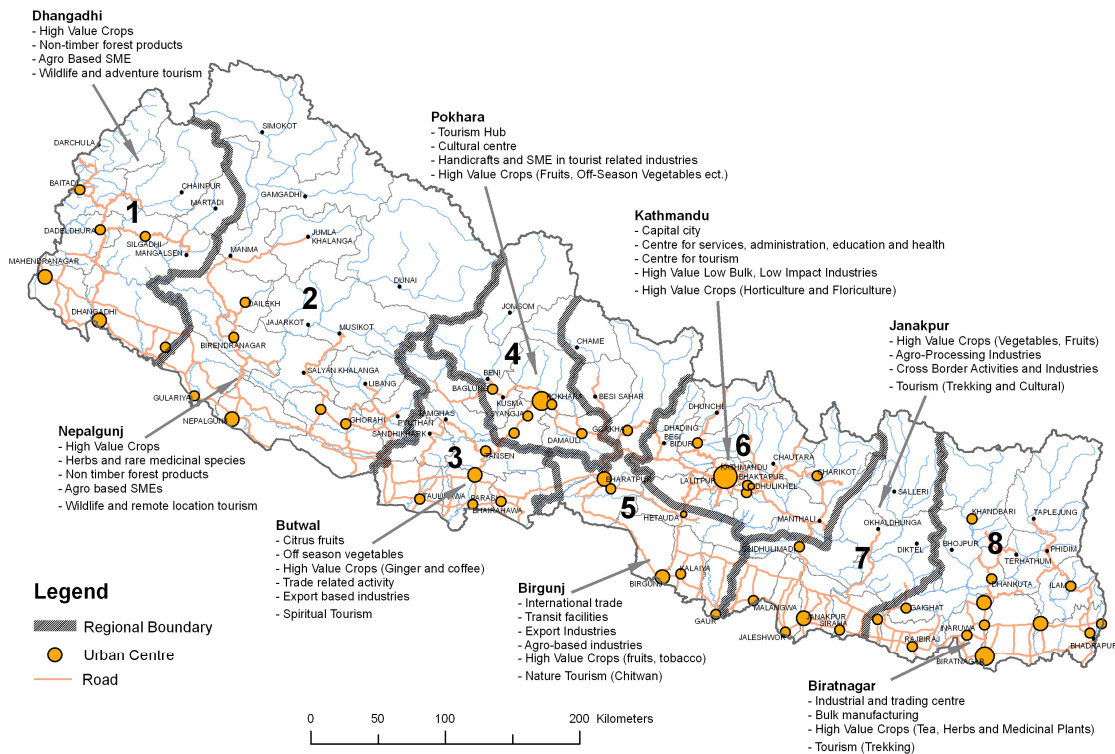 Dhangadhi
- High Value Crops
- Non-timber forest products
- Agro Based SME
- Wildlife and adventure tourism
Pokhara
- Tourism Hub
- Cultural centre
- Handicrafts and SME in tourist related industries
- High Value Crops (Fruits, Off-Season Vegetables ect.)
Kathmandu
- Capital city
- Centre for services, administration, education and health
- Centre for tourism
- High Value Low Bulk, Low Impact Industries
- High Value Crops (Horticulture and Floriculture)
Janakpur
- High Value Crops (Vegetables, Fruits)
- Agro-Processing Industries
- Cross Border Activities and Industries
- Tourism (Trekking and Cultural)
DARCHULA
SIMOKOT
BAITADI
CHAINPUR
MARTADI
GAMGADHI
1
DADELDHURA
SILGADHI
MANGALSEN
JUMLA
KHALANGA
MANMA
MAHENDRANAGAR
DUNAI
2
DAILEKH
DHANGADHI
JAJARKOT
MUSIKOT
BIRENDRANAGAR
JOMSOM
CHAME
4
SALYAN KHALANGA
LIBANG
BENI
BAGLUNG
KUSMA
POKHARA
BESI SAHAR
GULARIYA
NEPALGUNJ
GHORAHI
PYUTHAN
TAMGHAS
SANDHIKHARK
SYANGJA
DAMAULI
GORKHA
DHUNCHE
DHADING
BESI
BIDUR
6
3
TANSEN
KATHMANDU
LALITPUR
BHAKTAPUR
DHULIKHEL
CHAUTARA
CHARIKOT
TAULIHAWA
PARASI
BHAIRAHAWA
BHARATPUR
5
HETAUDA
MANTHALI
SALLERI
OKHALDHUNGA
KHANDBARI
TAPLEJUNG
SINDHULIMADI
7
DIKTEL
BHOJPUR
8
TERHATHUM
PHIDIM
BIRGUNJ
KALAIYA
DHANKUTA
ILAM
GAUR
MALANGWA
JALESHWOR
JANAKPUR
SIRAHA
GAIGHAT
RAJBIRAJ
INARUWA
BIRATNAGAR
BHADRAPUR
Nepalgunj
- High Value Crops
- Herbs and rare medicinal species
- Non timber forest products
- Agro based SMEs
- Wildlife and remote location tourism
Butwal
- Citrus fruits
- Off season vegetables
- High Value Crops (Ginger and coffee)
- Trade related activity
- Export based industries
- Spiritual Tourism
Birgunj
- International trade
- Transit facilities
- Export Industries
- Agro-based industries
- High Value Crops (fruits, tobacco)
- Nature Tourism (Chitwan)
Biratnagar
- Industrial and trading centre
- Bulk manufacturing
- High Value Crops (Tea, Herbs and Medicinal Plants)
- Tourism (Trekking)
Legend
Regional Boundary
Urban Centre
Road
0 50 100 200 Kilometers